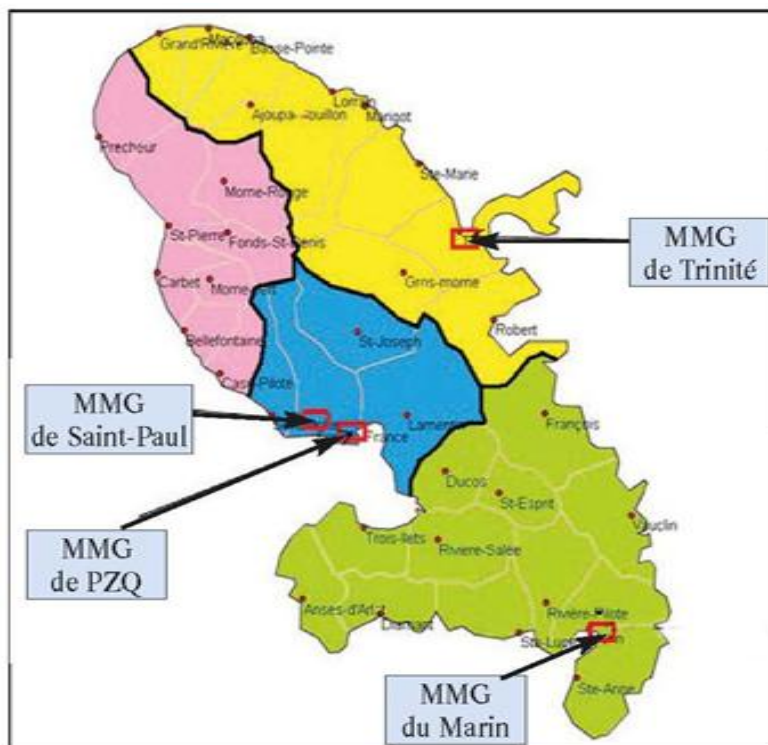 Grand'Rivière
Basse-Pointe
Lorrain
Marigot
Ajoupa-Bouillon
Prechour
Ste-Marie
Morne-Rouge
St-Pierre
Fonds-St-Denis
MMG
de Trinité
Carbet
Gros-morne
Bellefontaine
St-Joseph
Robert
Case-Pilote
MMG
de Saint-Paul
France
Lamentin
François
Ducos
St-Esprit
Vauclin
MMG
de PZQ
Trois-Ilets
Rivière-Salée
Anses-d'Arlet
Diamant
Rivière-Pilote
Ste-Anne
MMG
du Marin